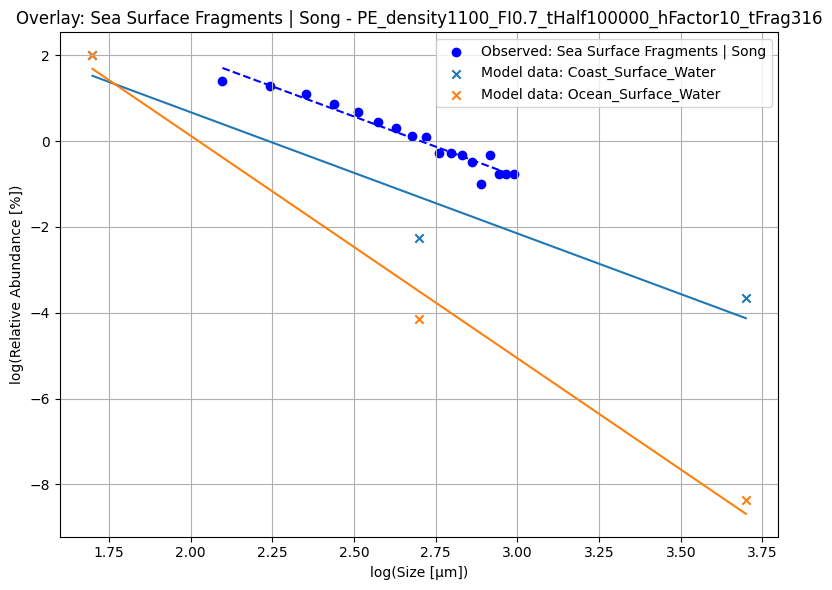 Overlay: Sea Surface Fragments | Song - PE_density1100_FI0.7_tHalf100000_hFactor10_tFrag316
Observed: Sea Surface Fragments | Song
Model data: Coast_Surface_Water
Model data: Ocean_Surface_Water
log(Relative Abundance [%])
2
0
−2
−4
−6
−8
1.75
2.00
2.25
2.50
2.75
3.00
3.25
3.50
3.75
log(Size [μm])